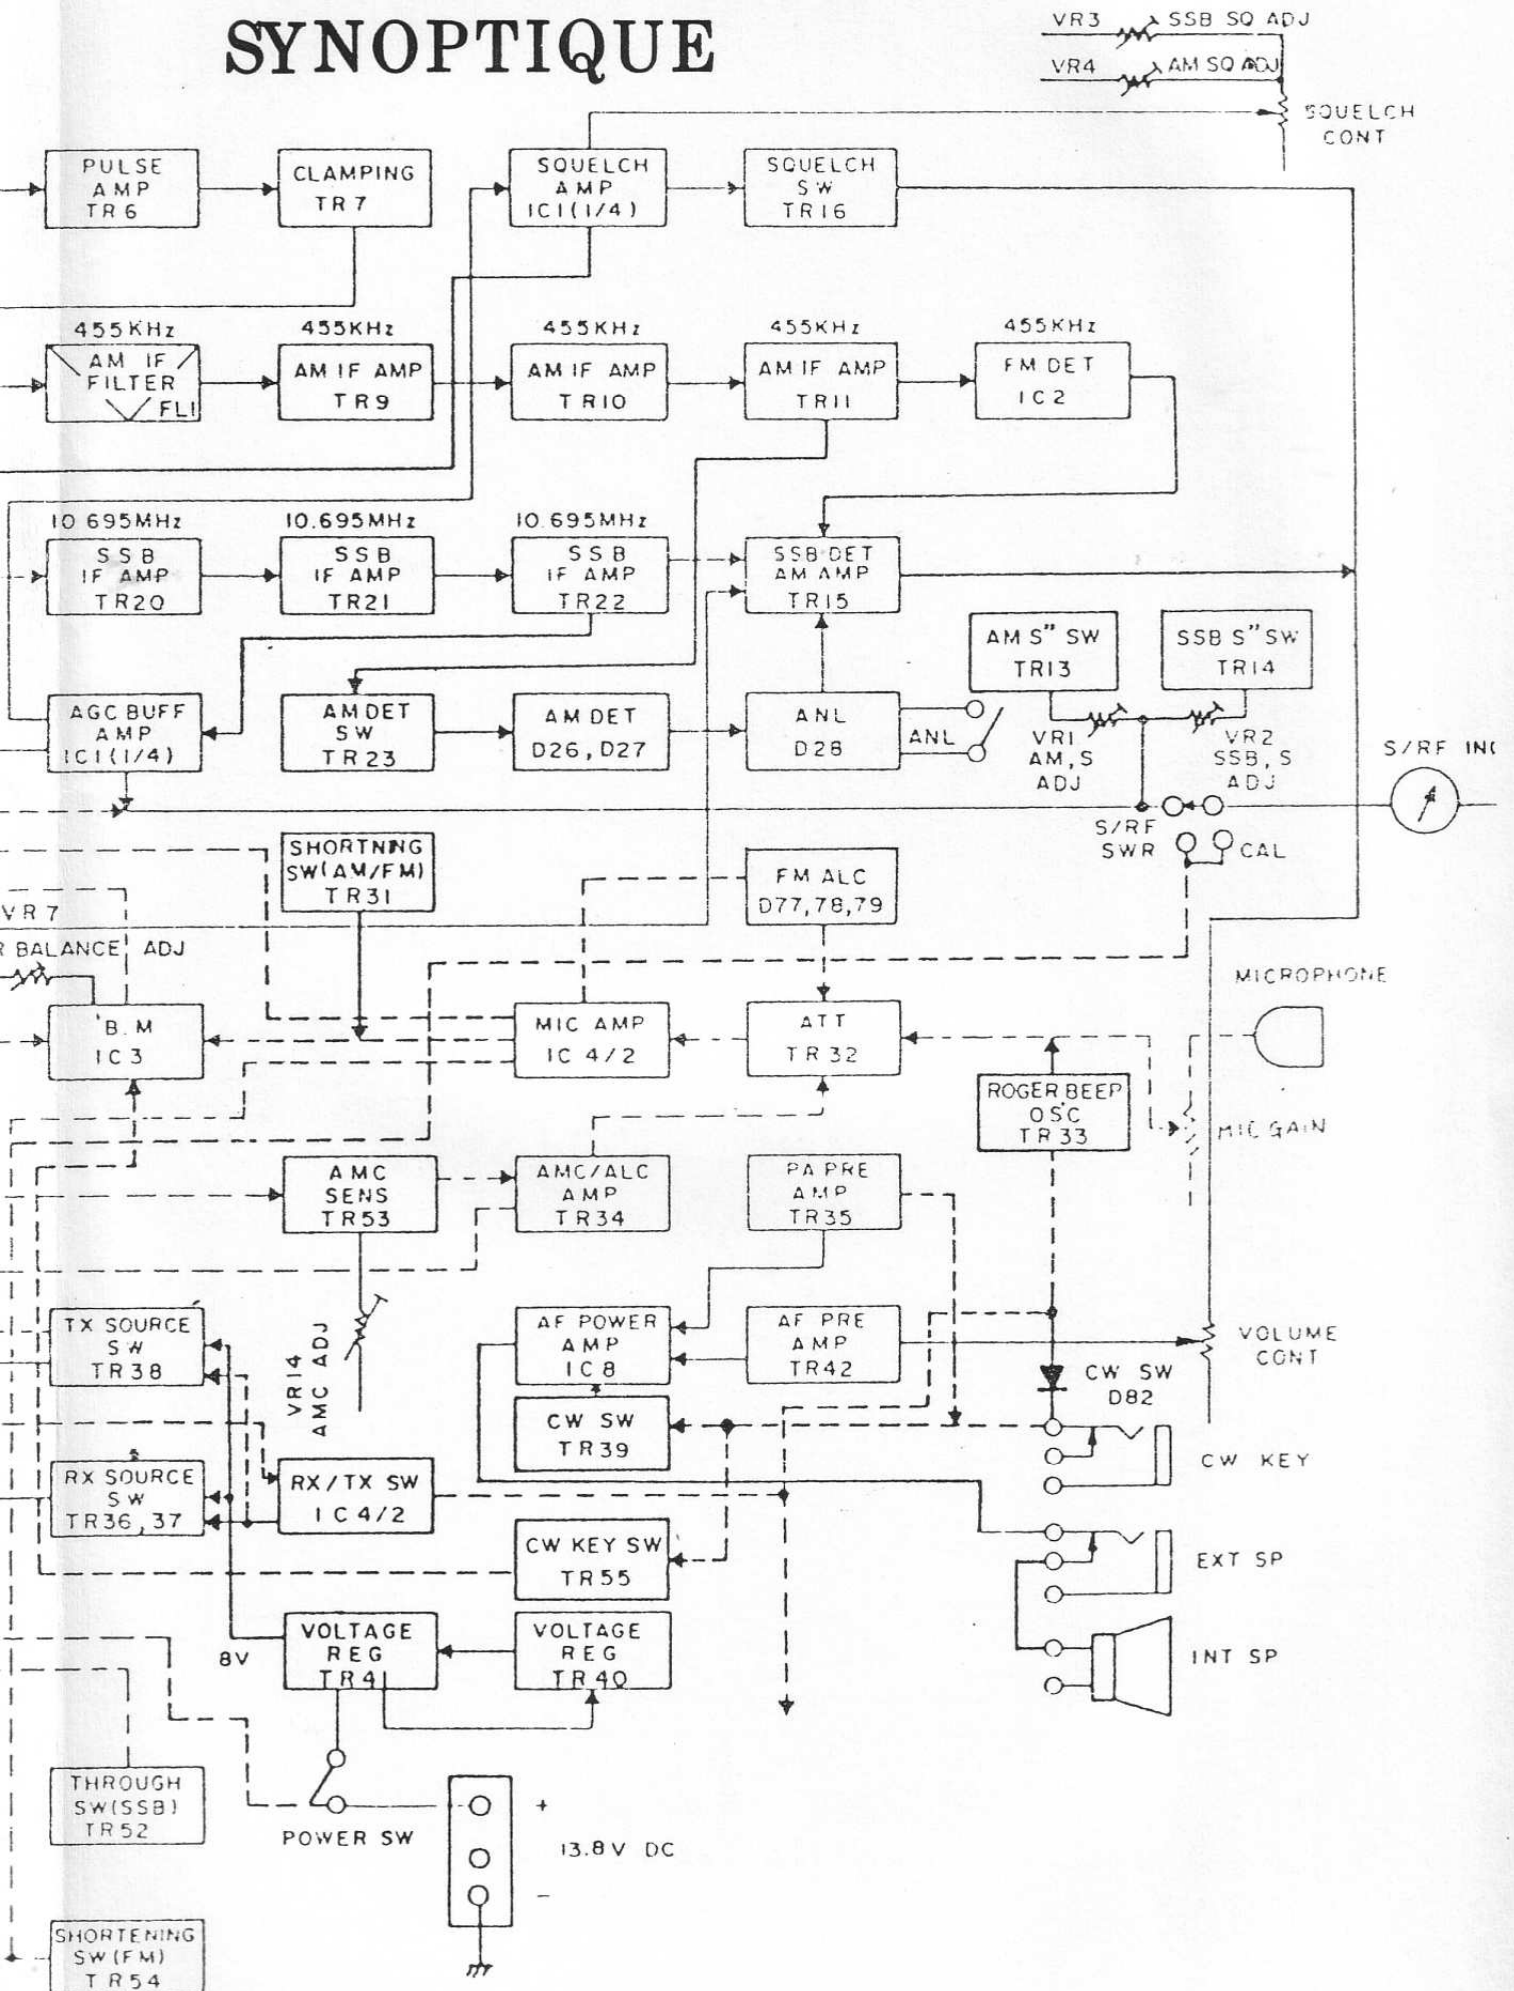 SYNOPTIQUE
VR3 SSB SQ ADJ
VR4 AM SQ ADJ
SQUELCH
CONT
PULSE
AMP
TR6
CLAMPING
TR7
SQUELCH
AMP
IC1(1/4)
SQUELCH
SW
TR16
455KHz
AM IF
FILTER
FL1
455KHz
AM IF AMP
TR9
455KHz
AM IF AMP
TR10
455KHz
AM IF AMP
TR11
455KHz
FM DET
IC2
10 695MHz
SSB
IF AMP
TR20
10.695MHz
SSB
IF AMP
TR21
10.695MHz
SSB
IF AMP
TR22
SSB DET
AM AMP
TR15
AM S" SW
TR13
SSB S" SW
TR14
AGC BUFF
AMP
IC1(1/4)
AM DET
SW
TR23
AM DET
D26, D27
ANL
D28
ANL
VR1
AM, S
ADJ
VR2
SSB, S
ADJ
S/RF IN
S/RF
SWR
CAL
SHORTNING
SW(AM/FM)
TR31
FM ALC
D77,78,79
VR7
R BALANCE ADJ
MICROPHONE
B.M
IC3
MIC AMP
IC 4/2
ATT
TR32
ROGER BEEP
OSC
TR33
MIC GAIN
AMC
SENS
TR53
AMC/ALC
AMP
TR34
PA PRE
AMP
TR35
TX SOURCE
SW
TR38
VR14
AMC ADJ
AF POWER
AMP
IC8
AF PRE
AMP
TR42
VOLUME
CONT
CW SW
D82
CW SW
TR39
CW KEY
RX SOURCE
SW
TR36,37
RX/TX SW
IC4/2
CW KEY SW
TR55
EXT SP
8V
VOLTAGE
REG
TR41
VOLTAGE
REG
TR40
INT SP
THROUGH
SW(SSB)
TR52
POWER SW
+
13.8V DC
-
SHORTENING
SW(FM)
TR54